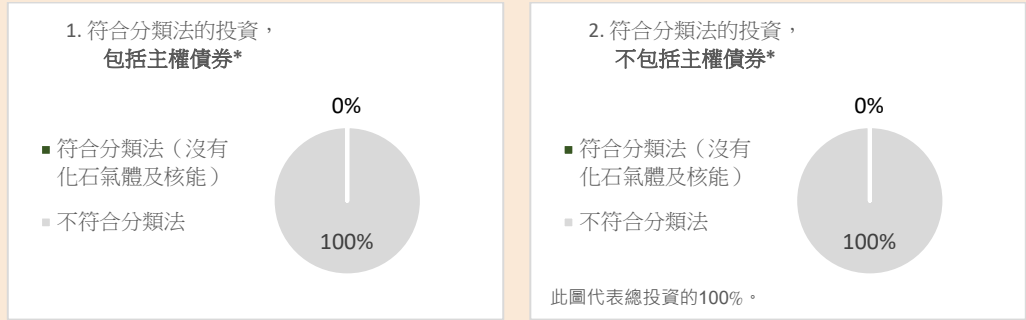 1. 符合分類法的投資，
包括主權債券*
0%
符合分類法（沒有
化石氣體及核能）
不符合分類法
100%
2. 符合分類法的投資，
不包括主權債券*
0%
符合分類法（沒有
化石氣體及核能）
不符合分類法
100%
此圖代表總投資的100%。